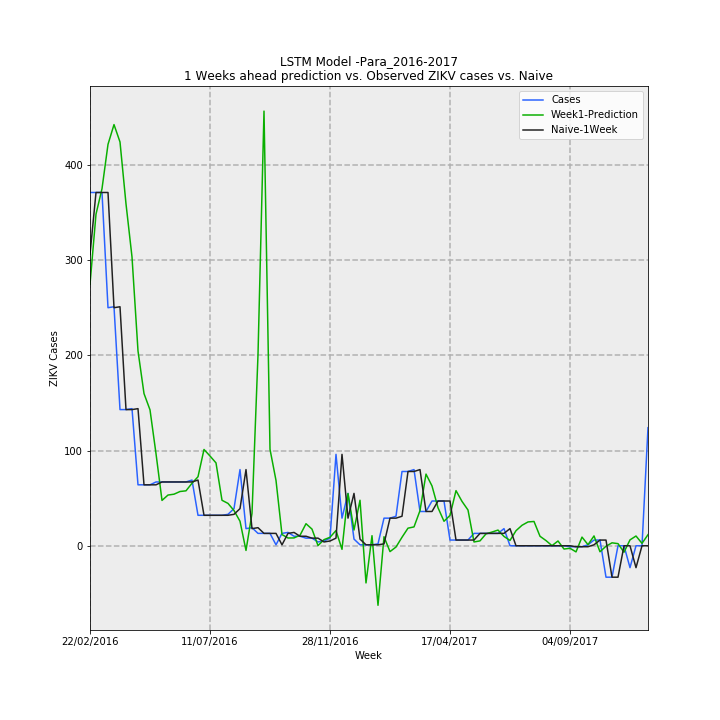 LSTM Model -Para_2016-2017
1 Weeks ahead prediction vs. Observed ZIKV cases vs. Naive
Cases
Week1-Prediction
Naive-1Week
400
300
200
100
0
ZIKV Cases
22/02/2016
11/07/2016
28/11/2016
17/04/2017
04/09/2017
Week